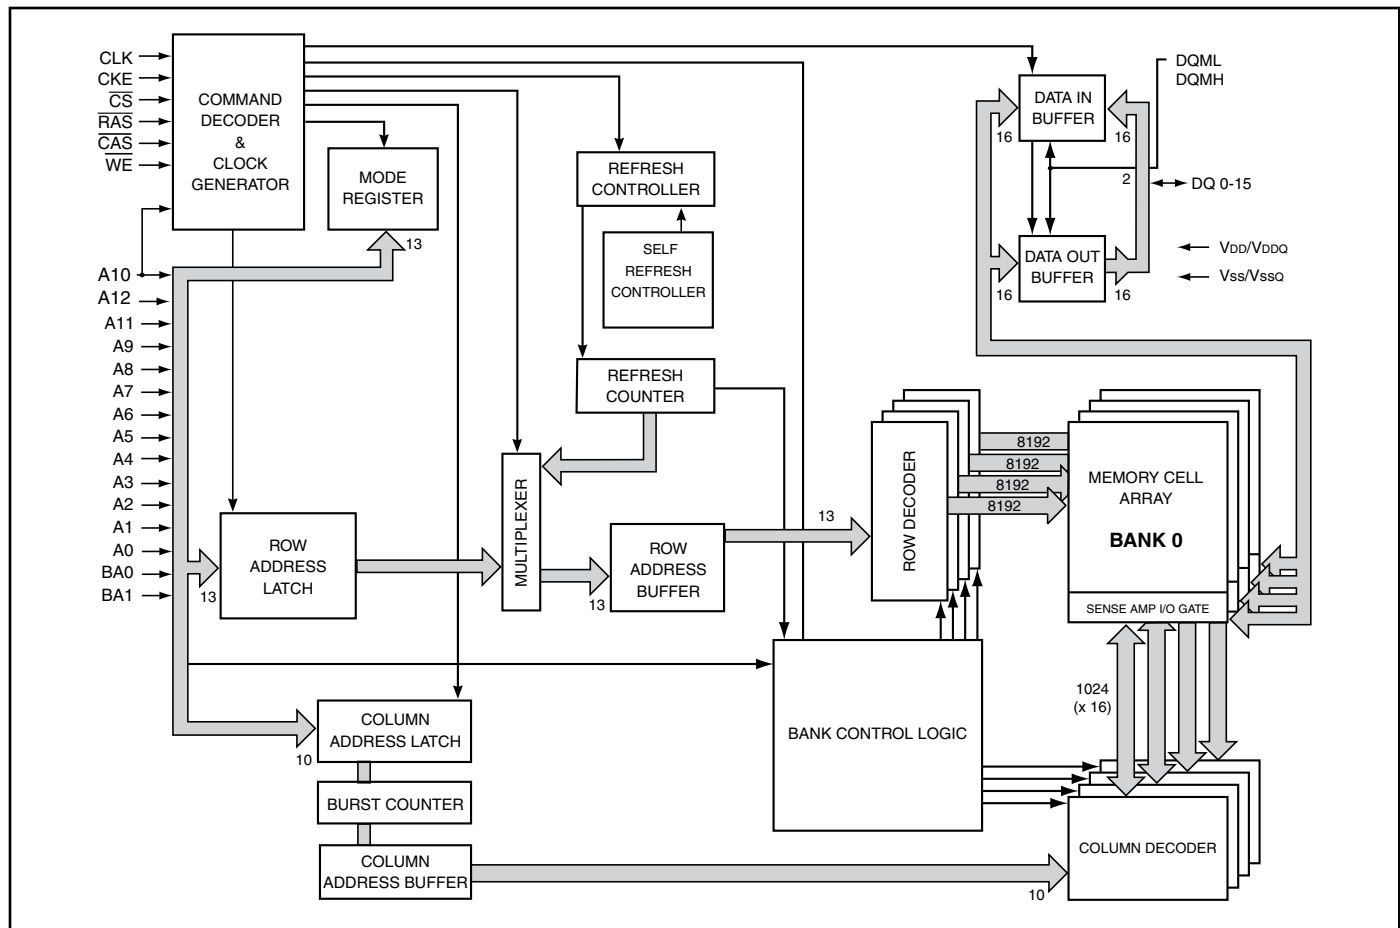 CLK
CKE
CS
RAS
CAS
WE
A10
A12
A11
A9
A8
A7
A6
A5
A4
A3
A2
A1
A0
BA0
BA1
COMMAND
DECODER
&
CLOCK
GENERATOR
MODE
REGISTER
13
REFRESH
CONTROLLER
SELF
REFRESH
CONTROLLER
REFRESH
COUNTER
DATA IN
BUFFER
16
16
DQML
DQMH
2
DQ 0-15
DATA OUT
BUFFER
16
16
VDD/VDDQ
Vss/VssQ
13
ROW
ADDRESS
LATCH
MULTIPLEXER
13
ROW
ADDRESS
BUFFER
13
ROW DECODER
8192
8192
8192
8192
MEMORY CELL
ARRAY
BANK 0
SENSE AMP I/O GATE
10
COLUMN
ADDRESS LATCH
BURST COUNTER
COLUMN
ADDRESS BUFFER
BANK CONTROL LOGIC
1024
(x 16)
COLUMN DECODER
10